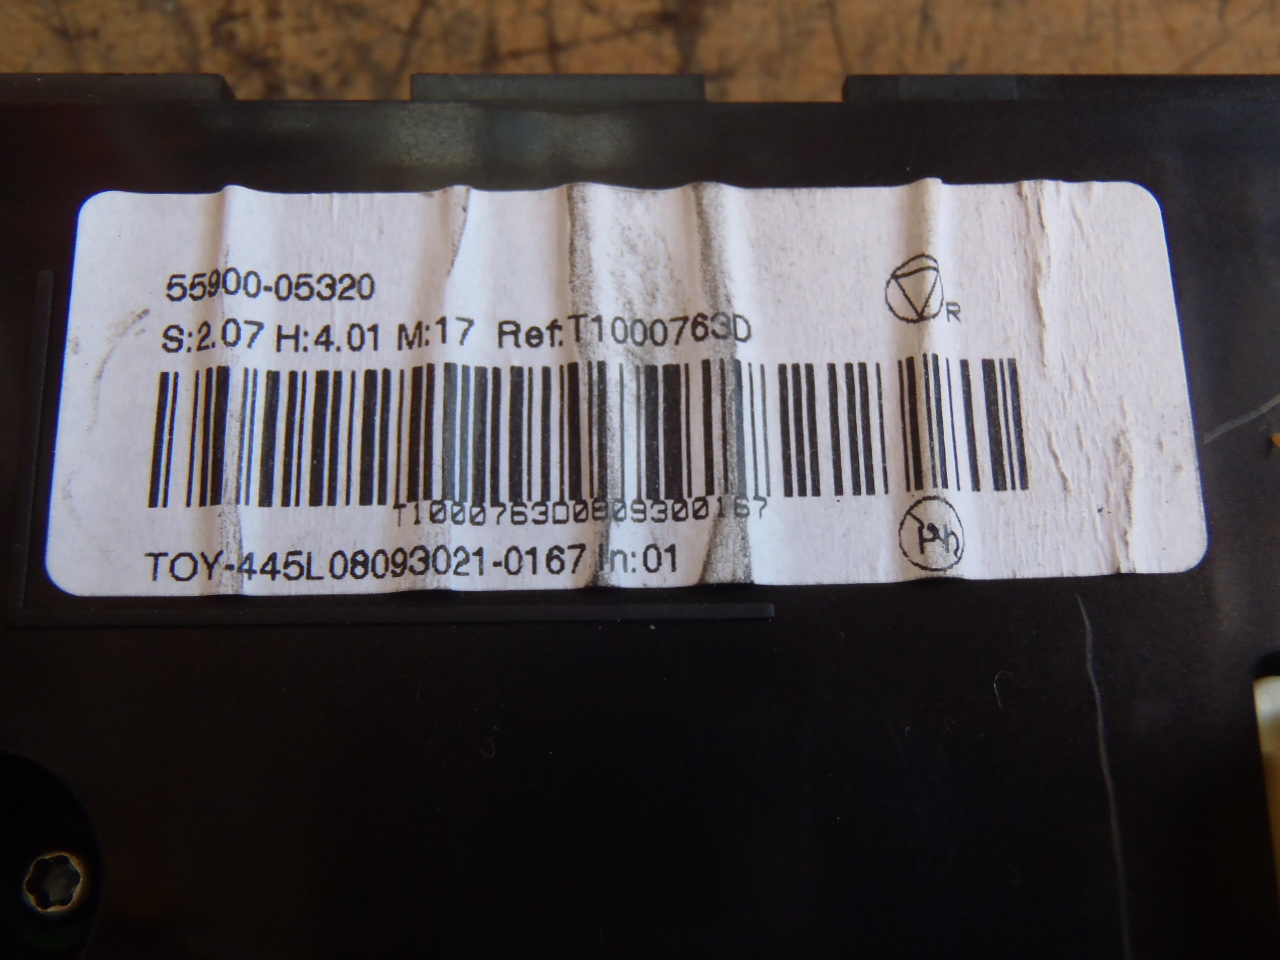 55900-05320
S:2.07 H:4.01 M:17 Ref:T1000763D
R
T1000763D0809300167
TOY-445L08093021-0167 In:01